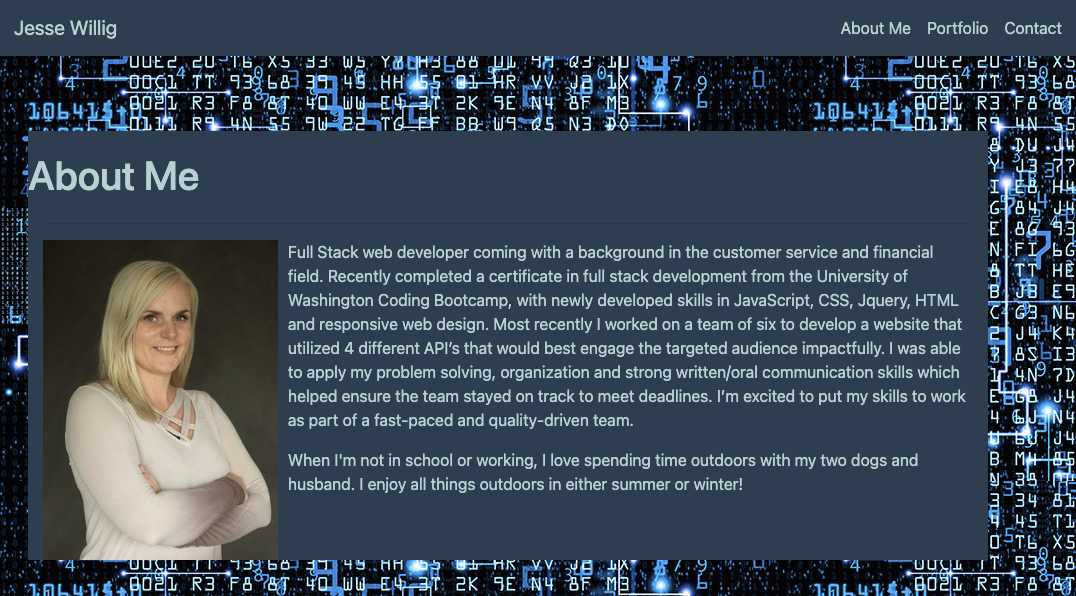 Jesse Willig
About Me Portfolio Contact
About Me
Full Stack web developer coming with a background in the customer service and financial
field. Recently completed a certificate in full stack development from the University of
Washington Coding Bootcamp, with newly developed skills in JavaScript, CSS, Jquery, HTML
and responsive web design. Most recently I worked on a team of six to develop a website that
utilized 4 different API’s that would best engage the targeted audience impactfully. I was able
to apply my problem solving, organization and strong written/oral communication skills which
helped ensure the team stayed on track to meet deadlines. I’m excited to put my skills to work
as part of a fast-paced and quality-driven team.
When I'm not in school or working, I love spending time outdoors with my two dogs and
husband. I enjoy all things outdoors in either summer or winter!